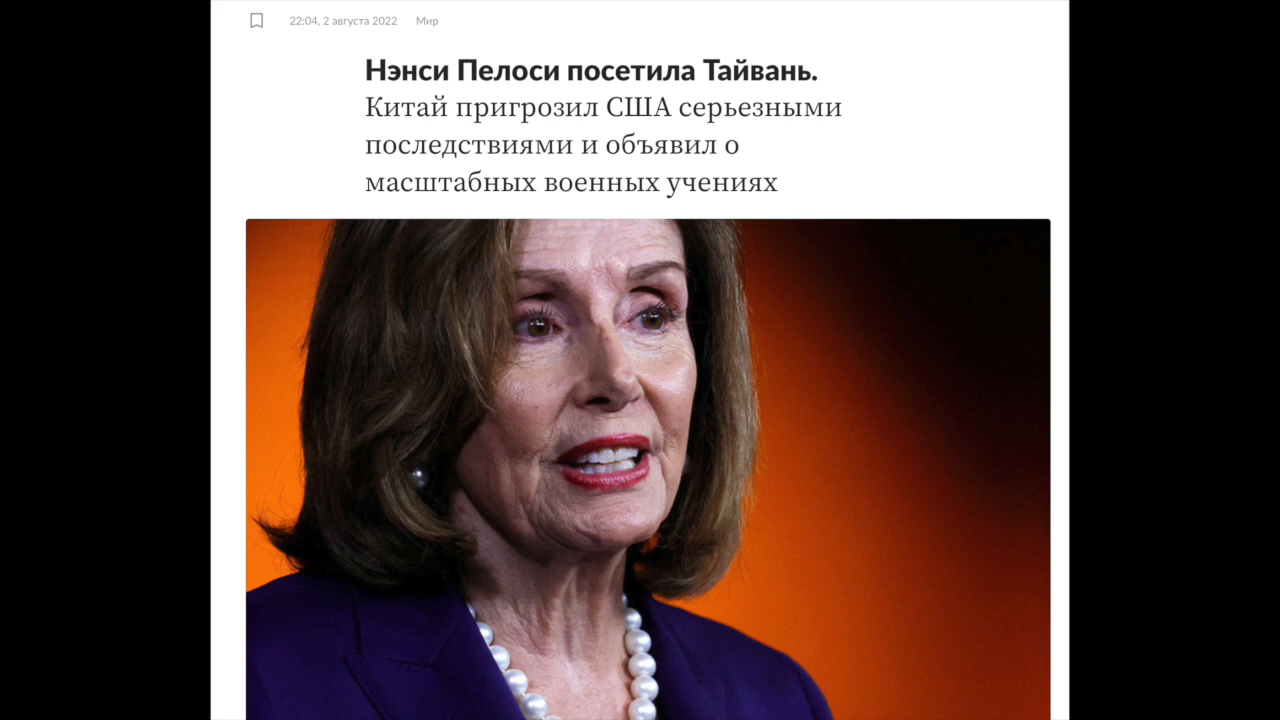 22:04, 2 августа 2022 Мир
Нэнси Пелоси посетила Тайвань.
Китай пригрозил США серьезными
последствиями и объявил о
масштабных военных учениях